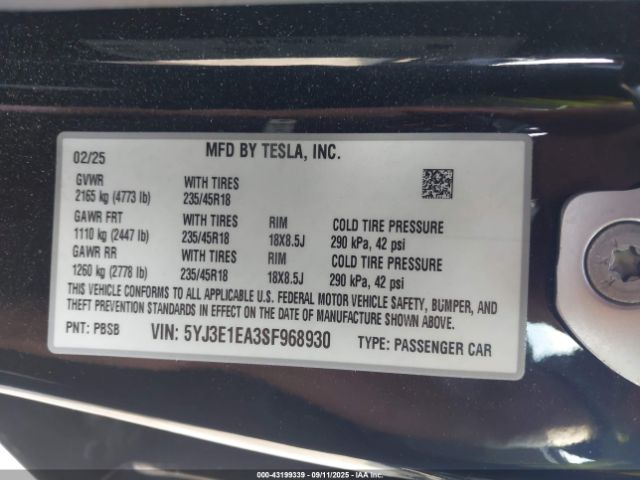 02/25 MFD BY TESLA, INC.
GVWR WITH TIRES
2165 kg (4773 lb) 235/45R18
GAWR FRT WITH TIRES RIM COLD TIRE PRESSURE
1110 kg (2447 lb) 235/45R18 18X8.5J 290 kPa, 42 psi
GAWR RR WITH TIRES RIM COLD TIRE PRESSURE
1260 kg (2778 lb) 235/45R18 18X8.5J 290 kPa, 42 psi
THIS VEHICLE CONFORMS TO ALL APPLICABLE U.S. FEDERAL MOTOR VEHICLE SAFETY, BUMPER, AND
THEFT PREVENTION STANDARDS IN EFFECT ON THE DATE OF MANUFACTURE SHOWN ABOVE.
PNT: PBSB VIN: 5YJ3E1EA3SF968930 TYPE: PASSENGER CAR
000-43199339 | 09/11/2025 - IAAI.com